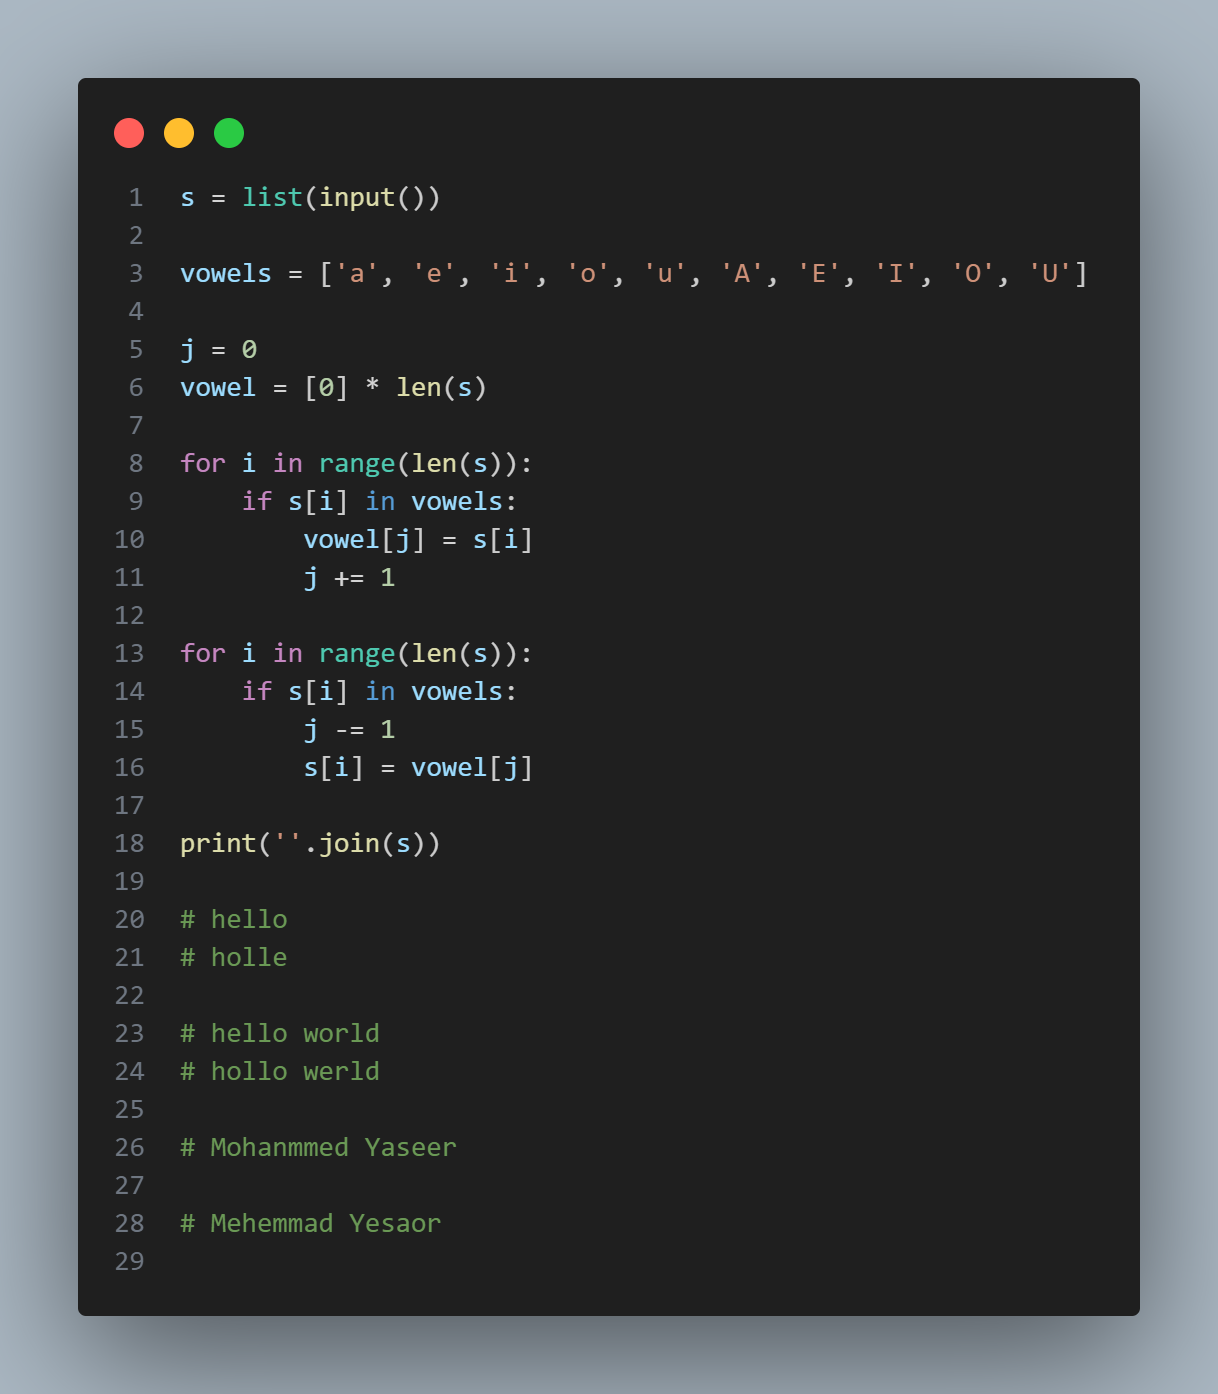 1 s = list(input())
2
3 vowels = ['a', 'e', 'i', 'o', 'u', 'A', 'E', 'I', 'O', 'U']
4
5 j = 0
6 vowel = [0] * len(s)
7
8 for i in range(len(s)):
9     if s[i] in vowels:
10         vowel[j] = s[i]
11         j += 1
12
13 for i in range(len(s)):
14     if s[i] in vowels:
15         j -= 1
16         s[i] = vowel[j]
17
18 print(''.join(s))
19
20 # hello
21 # holle
22
23 # hello world
24 # hollo werld
25
26 # Mohanmmed Yaseer
27
28 # Mehemmad Yesaor
29